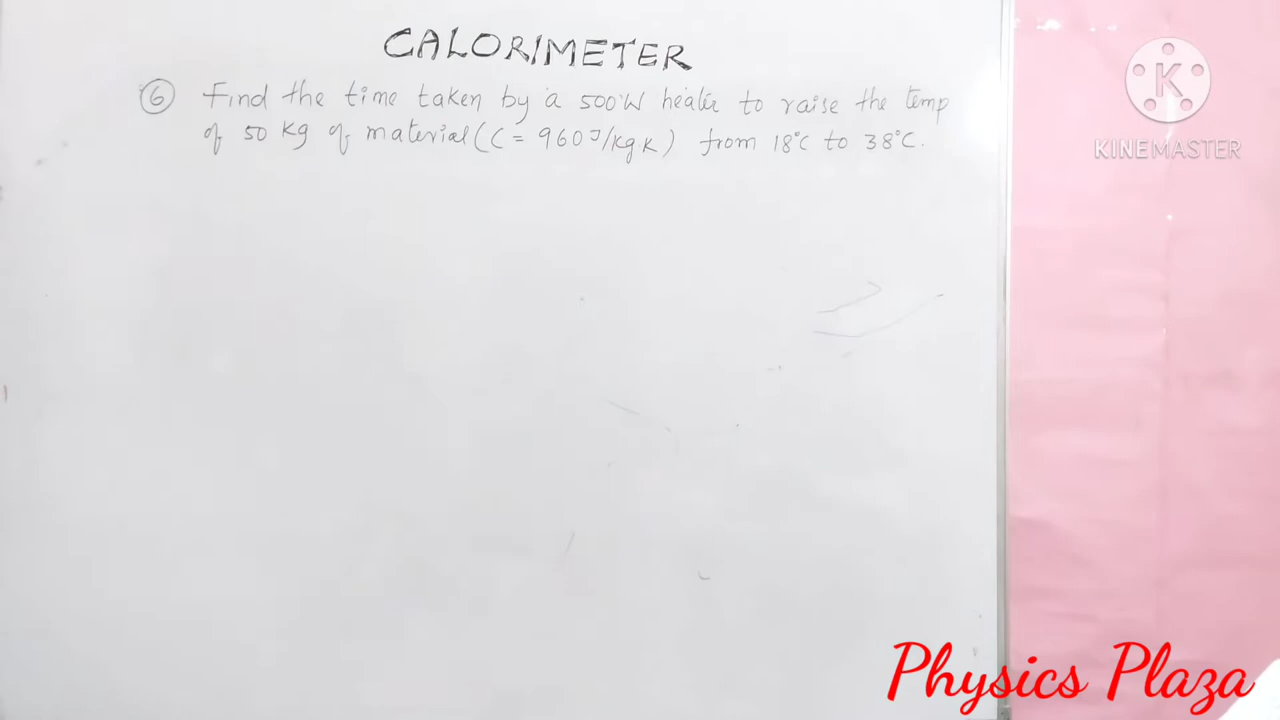 CALORIMETER
⑥ Find the time taken by a 500W heater to raise the temp
of 50 kg of material (C = 960J/kgK) from 18°C to 38°C.
K
KINEMASTER
Physics Plaza